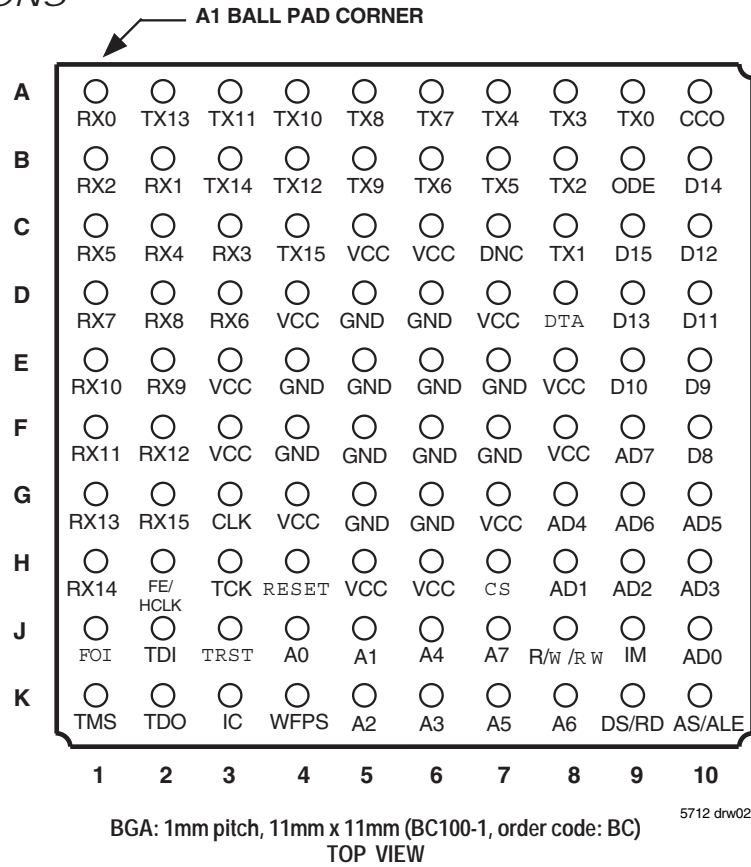 A1 BALL PAD CORNER
A
RX0 TX13 TX11 TX10 TX8 TX7 TX4 TX3 TX0 CCO
B
RX2 RX1 TX14 TX12 TX9 TX6 TX5 TX2 ODE D14
C
RX5 RX4 RX3 TX15 VCC VCC DNC TX1 D15 D12
D
RX7 RX8 RX6 VCC GND GND VCC DTA D13 D11
E
RX10 RX9 VCC GND GND GND GND VCC D10 D9
F
RX11 RX12 VCC GND GND GND GND VCC AD7 D8
G
RX13 RX15 CLK VCC GND GND VCC AD4 AD6 AD5
H
RX14 FE/HCLK TCK RESET VCC VCC CS AD1 AD2 AD3
J
FOI TDI TRST A0 A1 A4 A7 R/W /R W IM AD0
K
TMS TDO IC WFPS A2 A3 A5 A6 DS/RD AS/ALE
1 2 3 4 5 6 7 8 9 10
5712 drw02
BGA: 1mm pitch, 11mm x 11mm (BC100-1, order code: BC)
TOP VIEW